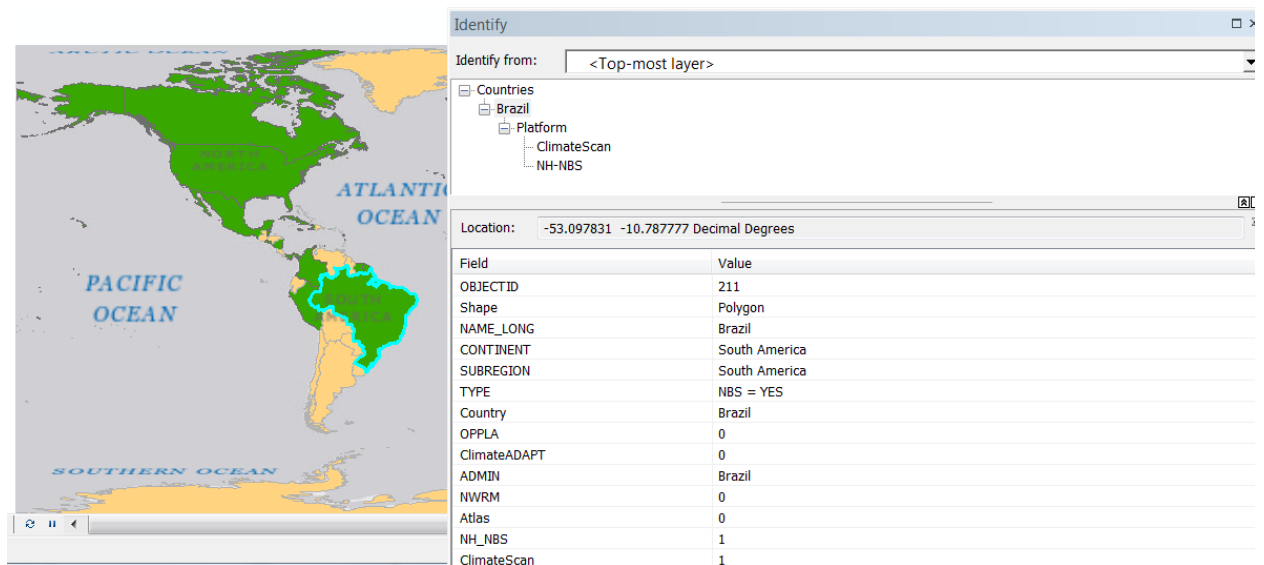 Identify
Identify from:
<Top-most layer>
Countries
Brazil
Platform
ClimateScan
NH-NBS
Location:
-53.097831 -10.787777 Decimal Degrees
Field Value
OBJECTID 211
Shape Polygon
NAME_LONG Brazil
CONTINENT South America
SUBREGION South America
TYPE NBS = YES
Country Brazil
OPPLA 0
ClimateADAPT 0
ADMIN Brazil
NWRM 0
Atlas 0
NH_NBS 1
ClimateScan 1
NORTH
AMERICA
ATLANTIC
OCEAN
PACIFIC
OCEAN
SOUTH
AMERICA
SOUTHERN OCEAN